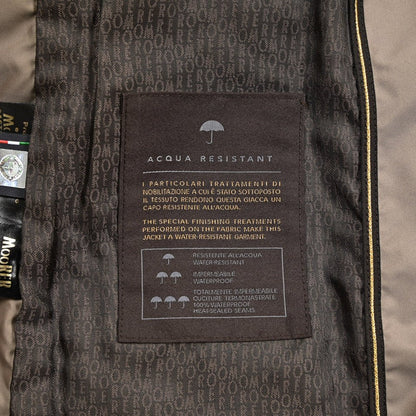 ACQUA RESISTANT
I PARTICOLARI TRATTAMENTI DI
NOBILITAZIONE A CUI È STATO SOTTOPOSTO
IL TESSUTO RENDONO QUESTA GIACCA UN
CAPO RESISTENTE ALL'ACQUA.
THE SPECIAL FINISHING TREATMENTS
PERFORMED ON THE FABRIC MAKE THIS
JACKET A WATER-RESISTANT GARMENT.
RESISTENTE ALL'ACQUA
WATER-RESISTANT
IMPERMEABILE
WATERPROOF
TOTALMENTE IMPERMEABILE
CUCITURE TERMONASTRATE
100% WATERPROOF
HEAT-SEALED SEAMS
MOORER